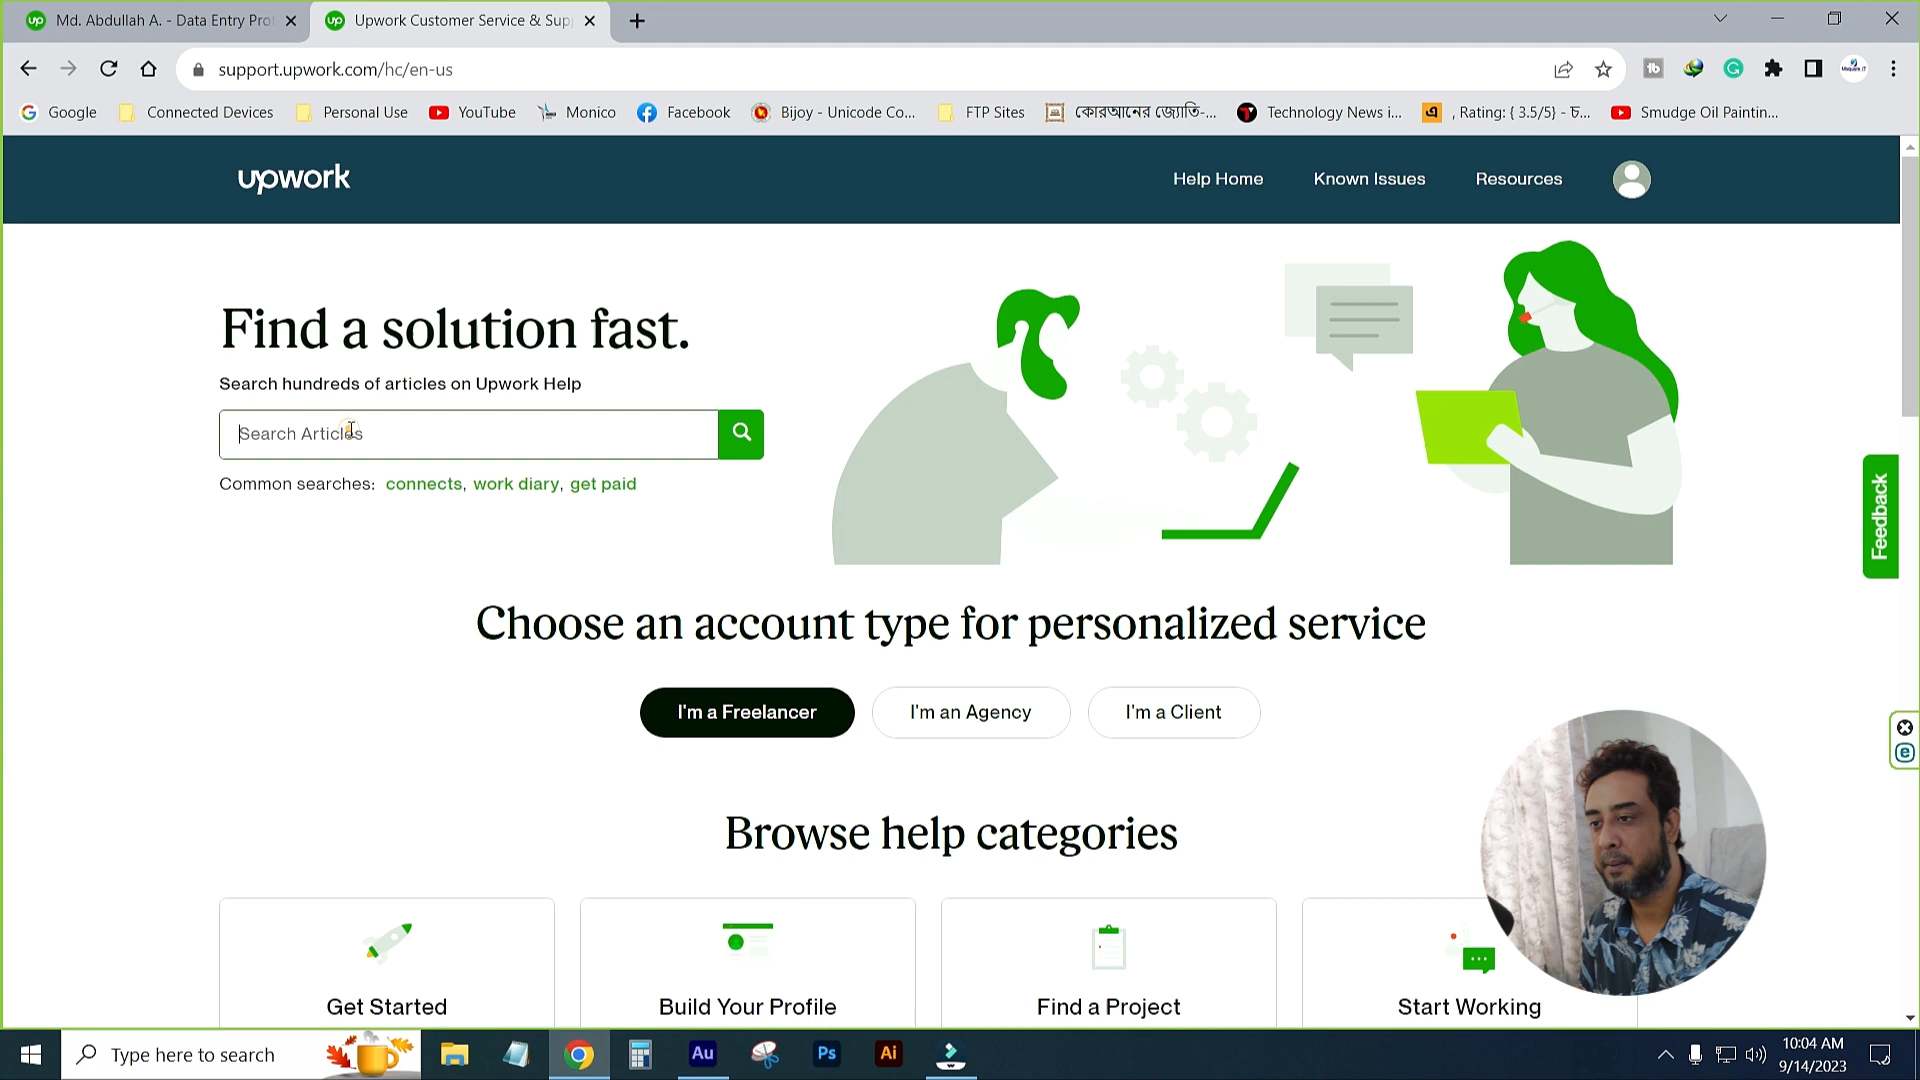 Md. Abdullah A. - Data Entry Prof
Upwork Customer Service & Supp
support.upwork.com/hc/en-us
Google
Connected Devices
Personal Use
YouTube
Monico
Facebook
Bijoy - Unicode Co...
FTP Sites
কোরআনের জ্যোতি-...
Technology News i...
, Rating: { 3.5/5} - চ...
Smudge Oil Paintin...
upwork
Help Home
Known Issues
Resources
Find a solution fast.
Search hundreds of articles on Upwork Help
Search Articles
Common searches: connects, work diary, get paid
Feedback
Choose an account type for personalized service
I'm a Freelancer
I'm an Agency
I'm a Client
Browse help categories
Get Started
Build Your Profile
Find a Project
Start Working
Type here to search
Au
Ps
Ai
10:04 AM
9/14/2023